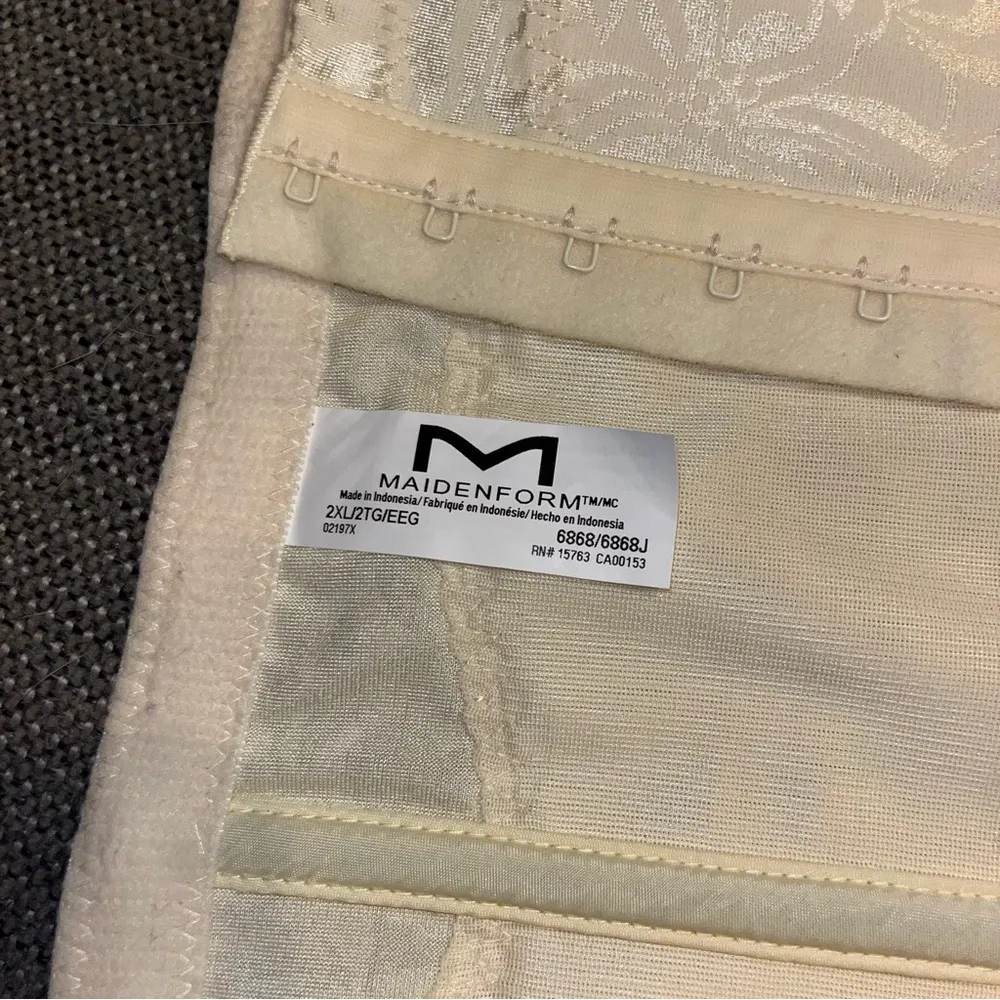 M
MAIDENFORM™/MC
Made in Indonesia/Fabriqué en Indonésie/Hecho en Indonesia
2XL/2TG/EEG
6868/6868J
02197X
RN# 15763 CA00153